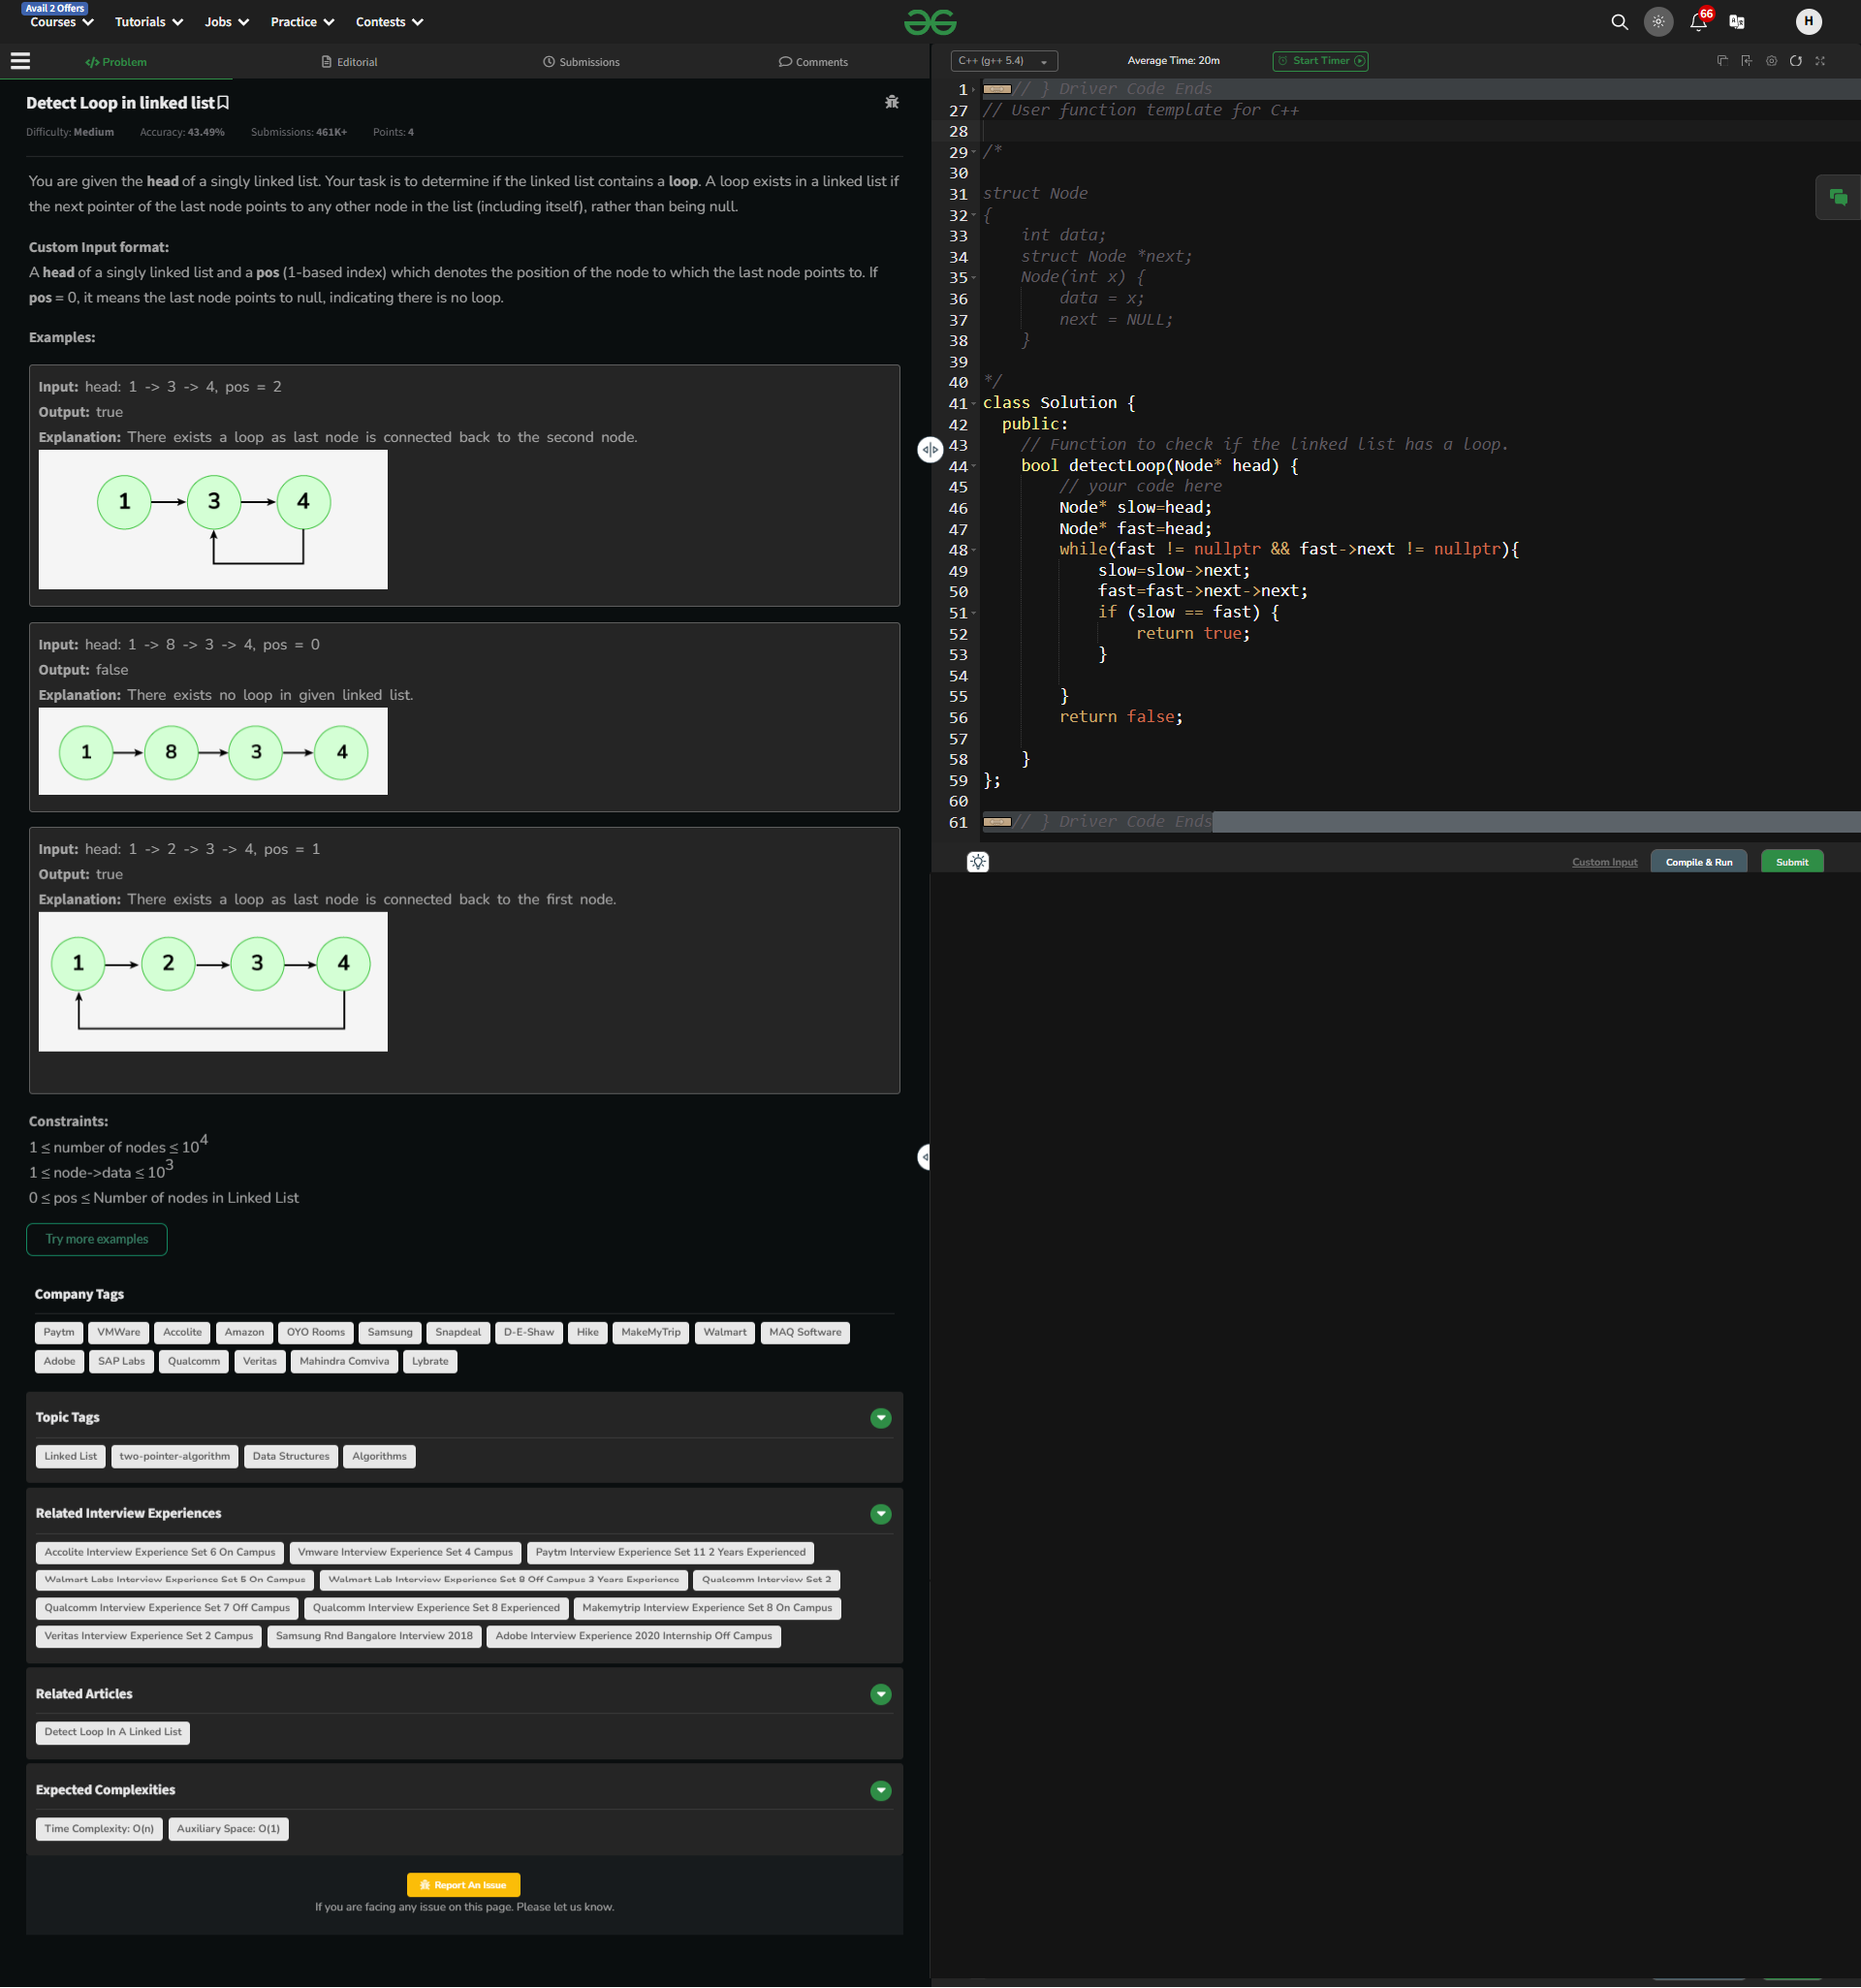 Avail 2 Offers
Courses Tutorials Jobs Practice Contests
66
H
Problem Editorial Submissions Comments
Detect Loop in linked list
Difficulty: Medium Accuracy: 43.49% Submissions: 461K+ Points: 4
You are given the head of a singly linked list. Your task is to determine if the linked list contains a loop. A loop exists in a linked list if
the next pointer of the last node points to any other node in the list (including itself), rather than being null.
Custom Input format:
A head of a singly linked list and a pos (1-based index) which denotes the position of the node to which the last node points to. If
pos = 0, it means the last node points to null, indicating there is no loop.
Examples:
Input: head: 1 -> 3 -> 4, pos = 2
Output: true
Explanation: There exists a loop as last node is connected back to the second node.
1 3 4
Input: head: 1 -> 8 -> 3 -> 4, pos = 0
Output: false
Explanation: There exists no loop in given linked list.
1 8 3 4
Input: head: 1 -> 2 -> 3 -> 4, pos = 1
Output: true
Explanation: There exists a loop as last node is connected back to the first node.
1 2 3 4
Constraints:
1 ≤ number of nodes ≤ 10^4
1 ≤ node->data ≤ 10^3
0 ≤ pos ≤ Number of nodes in Linked List
Try more examples
Company Tags
Paytm VMWare Accolite Amazon OYO Rooms Samsung Snapdeal D-E-Shaw Hike MakeMyTrip Walmart MAQ Software
Adobe SAP Labs Qualcomm Veritas Mahindra Comviva Lybrate
Topic Tags
Linked List two-pointer-algorithm Data Structures Algorithms
Related Interview Experiences
Accolite Interview Experience Set 6 On Campus Vmware Interview Experience Set 4 Campus Paytm Interview Experience Set 11 2 Years Experienced
Walmart Labs Interview Experience Set 5 On Campus Walmart Lab Interview Experience Set 9 Off Campus 3 Years Experience Qualcomm Interview Set 2
Qualcomm Interview Experience Set 7 Off Campus Qualcomm Interview Experience Set 8 Experienced Makemytrip Interview Experience Set 8 On Campus
Veritas Interview Experience Set 2 Campus Samsung Rnd Bangalore Interview 2018 Adobe Interview Experience 2020 Internship Off Campus
Related Articles
Detect Loop In A Linked List
Expected Complexities
Time Complexity: O(n) Auxiliary Space: O(1)
Report An Issue
If you are facing any issue on this page. Please let us know.
C++ (g++ 5.4) Average Time: 20m Start Timer
1 // } Driver Code Ends
27 // User function template for C++
28
29 /*
30
31 struct Node
32 {
33 int data;
34 struct Node *next;
35 Node(int x) {
36 data = x;
37 next = NULL;
38 }
39
40 */
41 class Solution {
42 public:
43 // Function to check if the linked list has a loop.
44 bool detectLoop(Node* head) {
45 // your code here
46 Node* slow=head;
47 Node* fast=head;
48 while(fast != nullptr && fast->next != nullptr){
49 slow=slow->next;
50 fast=fast->next->next;
51 if (slow == fast) {
52 return true;
53 }
54
55 }
56 return false;
57
58 }
59 };
60
61 // } Driver Code Ends
Custom Input Compile & Run Submit